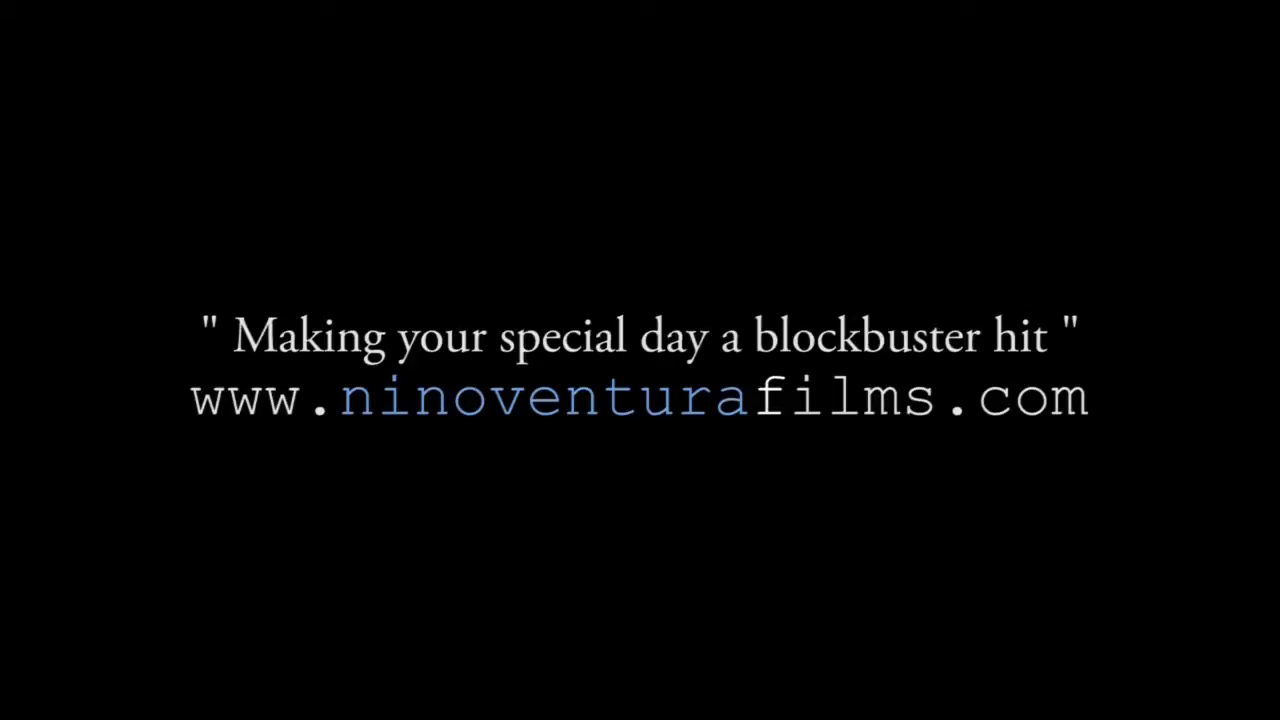 " Making your special day a blockbuster hit "
www.ninoventurafilms.com